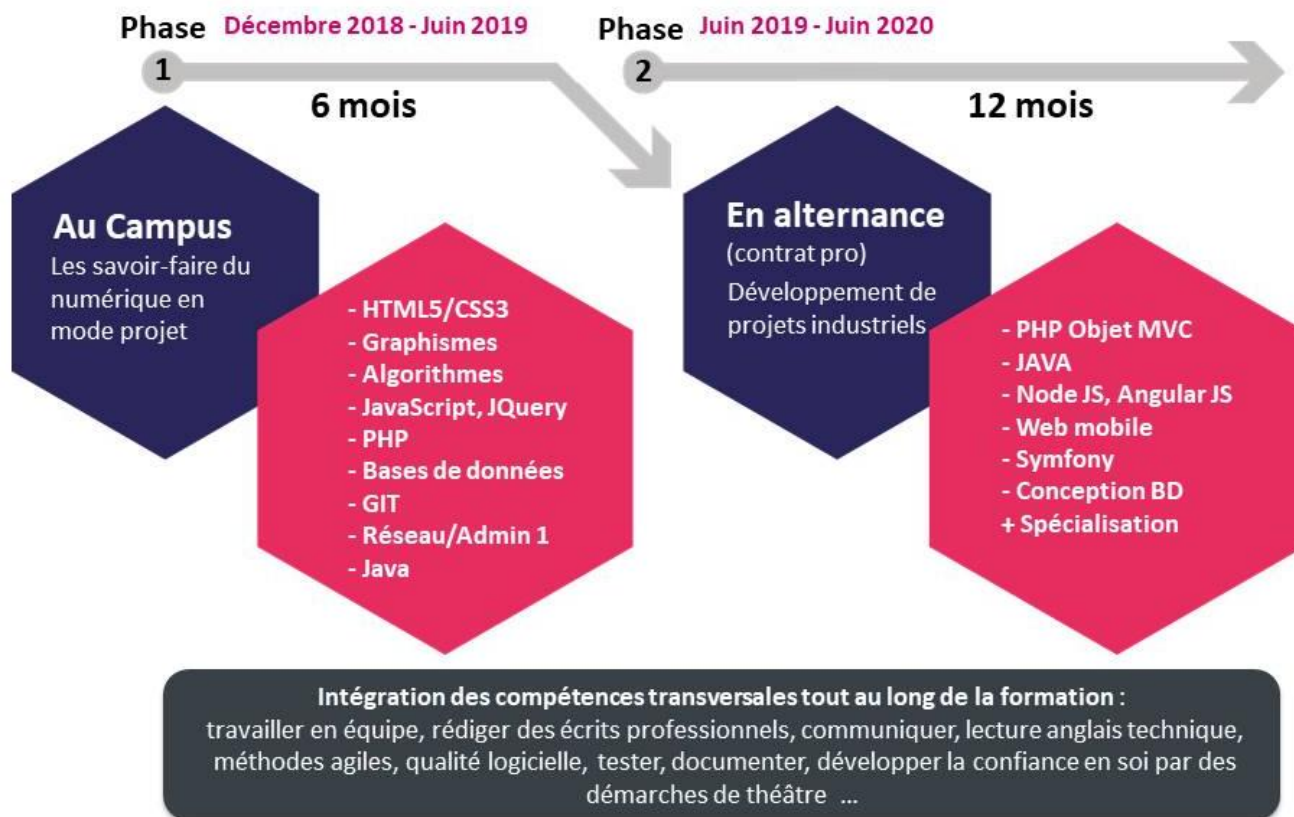 Phase Décembre 2018 - Juin 2019
1
6 mois
Phase Juin 2019 - Juin 2020
2
12 mois
Au Campus
Les savoir-faire du
numérique en
mode projet
- HTML5/CSS3
- Graphismes
- Algorithmes
- JavaScript, JQuery
- PHP
- Bases de données
- GIT
- Réseau/Admin 1
- Java
En alternance
(contrat pro)
Développement de
projets industriels
- PHP Objet MVC
- JAVA
- Node JS, Angular JS
- Web mobile
- Symfony
- Conception BD
+ Spécialisation
Intégration des compétences transversales tout au long de la formation :
travailler en équipe, rédiger des écrits professionnels, communiquer, lecture anglais technique,
méthodes agiles, qualité logicielle, tester, documenter, développer la confiance en soi par des
démarches de théâtre ...